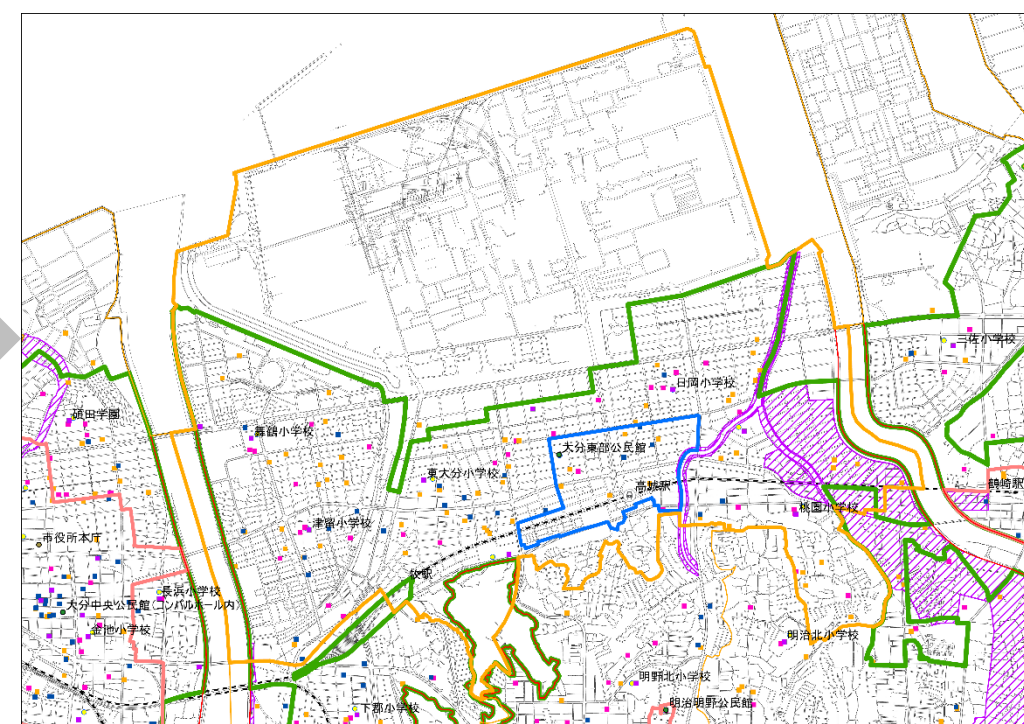 三佐小学校
日岡小学校
碩田学園
舞鶴小学校
大分東部公民館
東大分小学校
高城駅
鶴崎駅
桃園小学校
津留小学校
市役所本庁
牧駅
長浜小学校
大分中央公民館(コンパルホール内)
金池小学校
明治北小学校
明野北小学校
下郡小学校
明治明野公民館